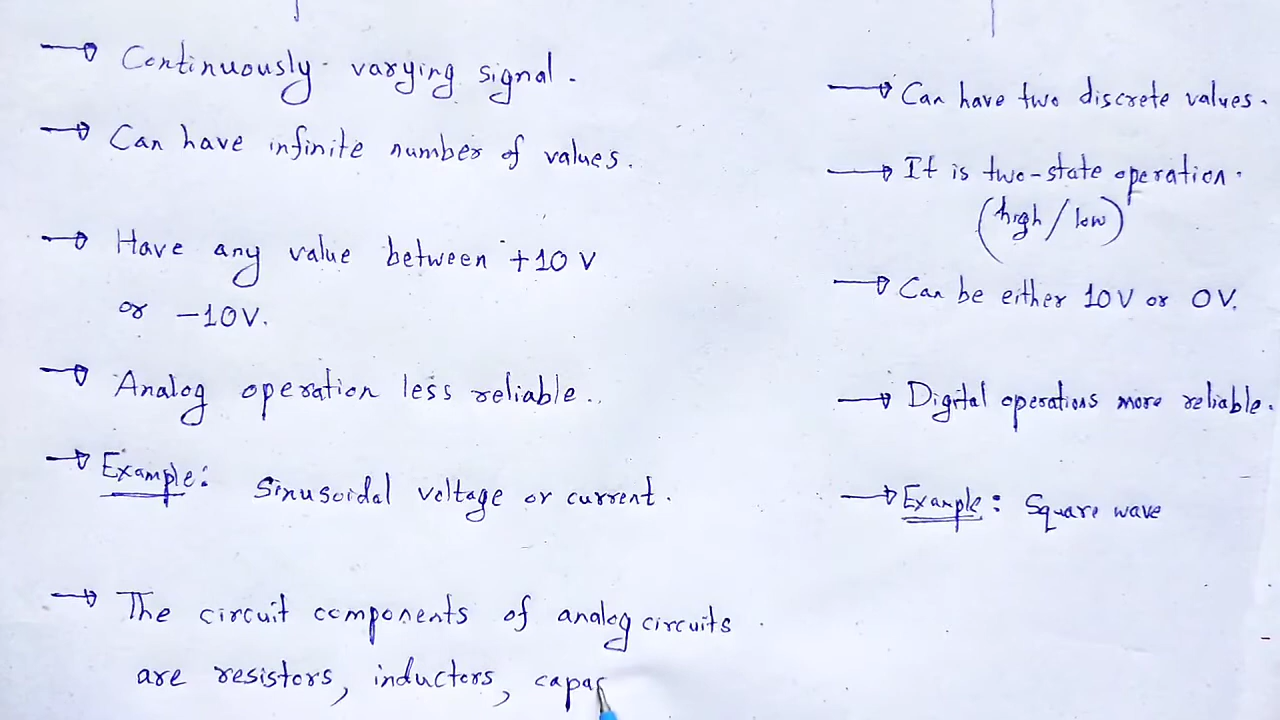 → Continuously varying signal.
→ Can have infinite number of values.
→ Have any value between +10V
or -10V.
→ Analog operation less reliable.
→ Example: Sinusoidal voltage or current.
→ The circuit components of analog circuits
are resistors, inductors, capac
→ Can have two discrete values.
→ It is two-state operation.
(high/low)
→ Can be either 10V or 0V.
→ Digital operations more reliable.
→ Example: Square wave